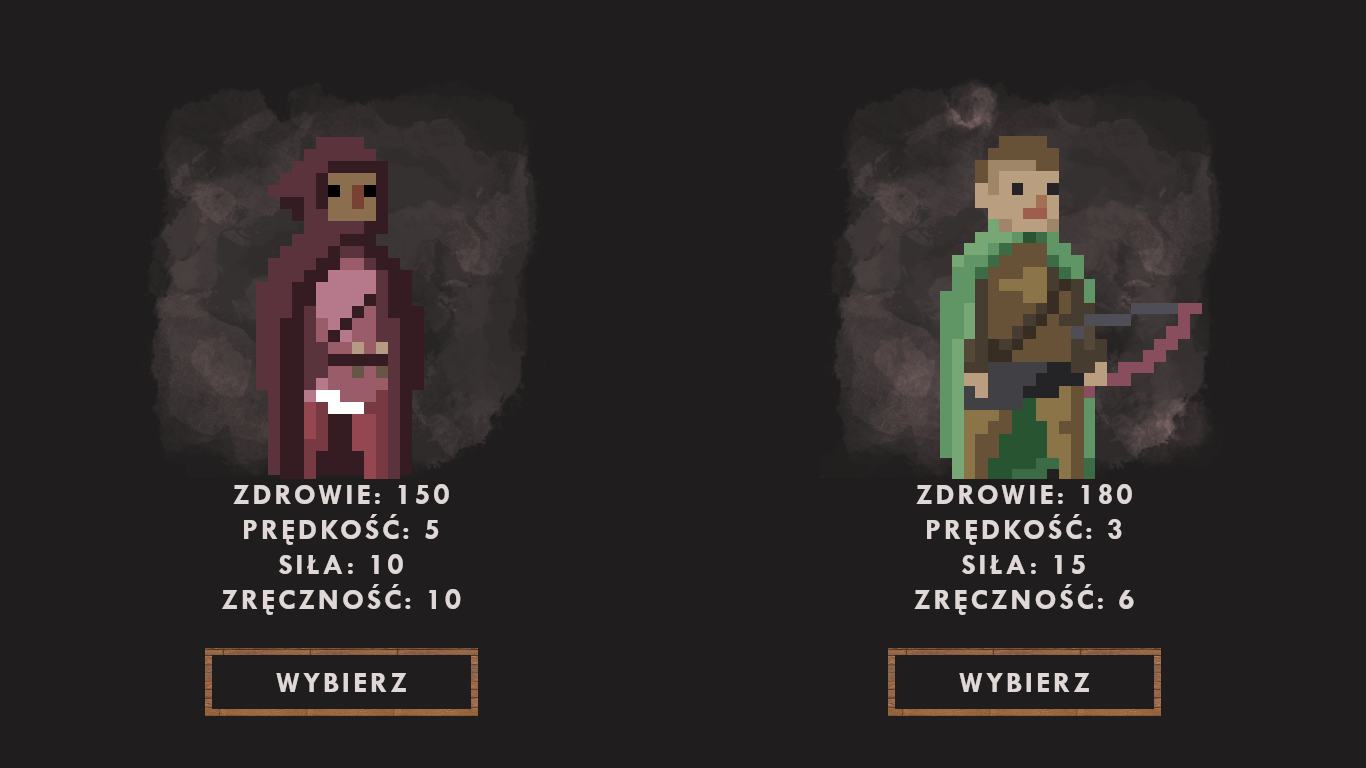 ZDROWIE: 150
PRĘDKOŚĆ: 5
SIŁA: 10
ZRĘCZNOŚĆ: 10
WYBIERZ
ZDROWIE: 180
PRĘDKOŚĆ: 3
SIŁA: 15
ZRĘCZNOŚĆ: 6
WYBIERZ